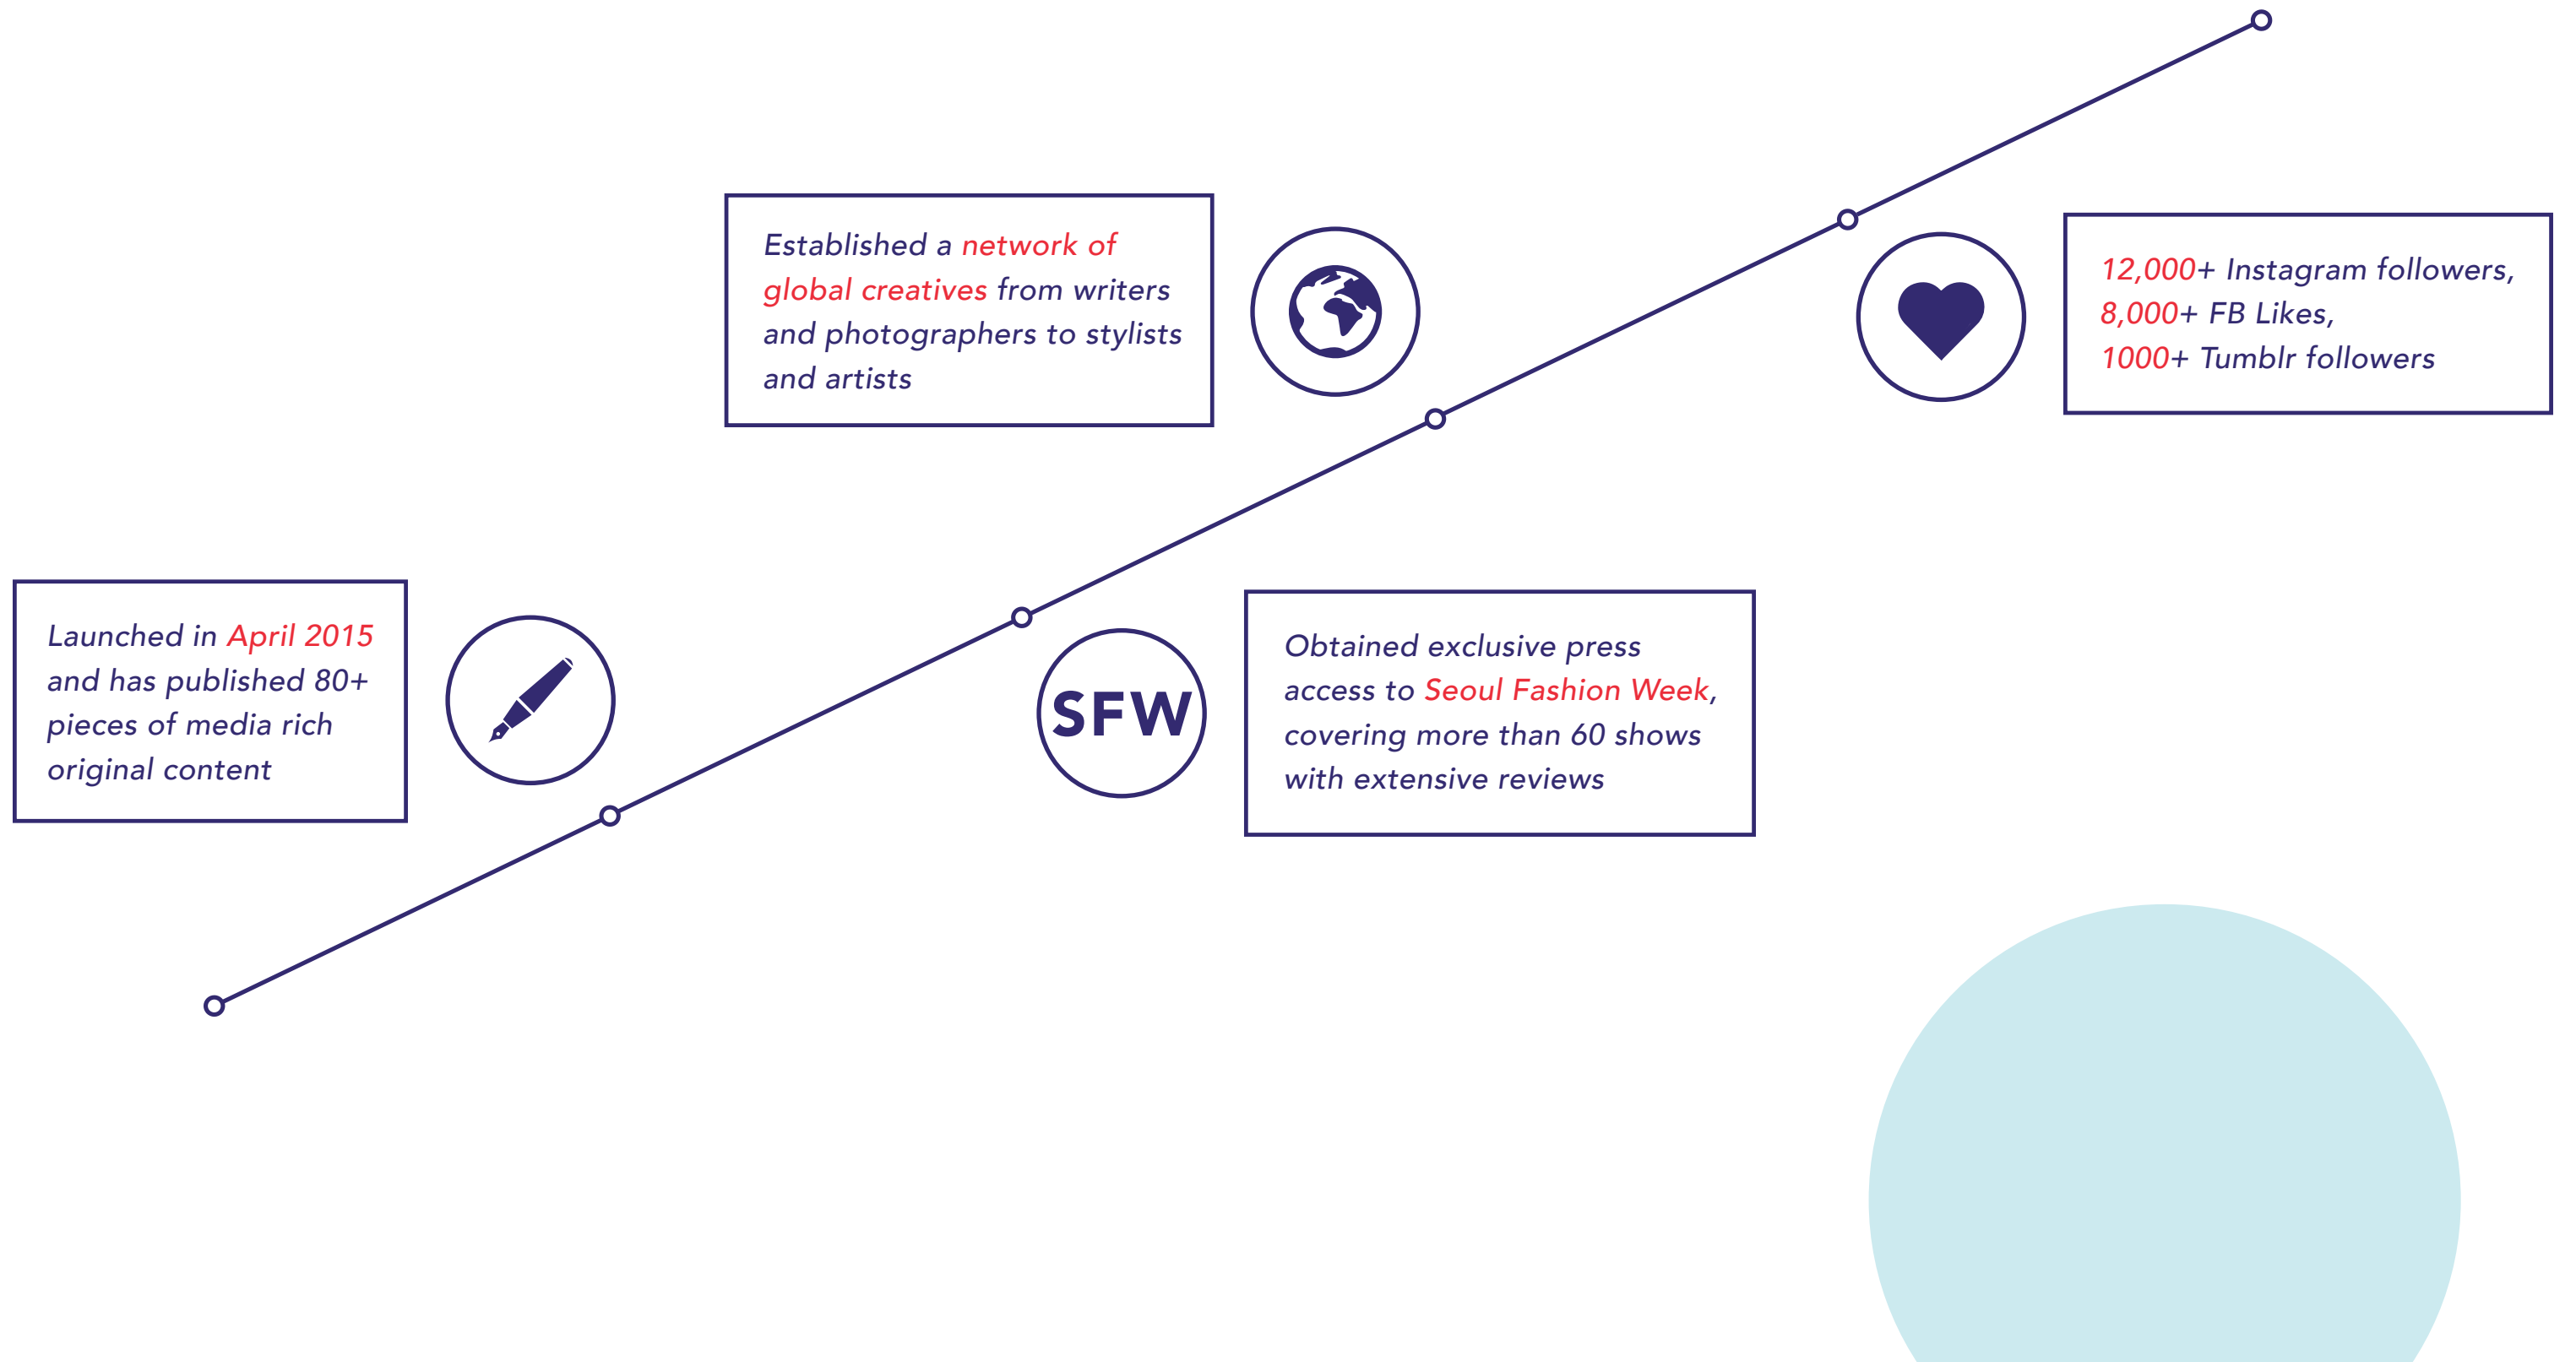 Established a network of
global creatives from writers
and photographers to stylists
and artists
12,000+ Instagram followers,
8,000+ FB Likes,
1000+ Tumblr followers
Launched in April 2015
and has published 80+
pieces of media rich
original content
SFW
Obtained exclusive press
access to Seoul Fashion Week,
covering more than 60 shows
with extensive reviews